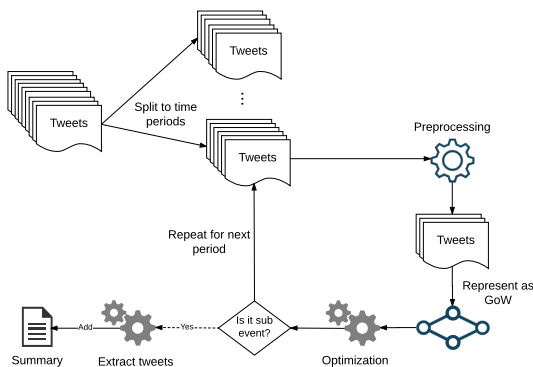 Tweets
Tweets
Split to time
periods
...
Tweets
Preprocessing
Tweets
Represent as
GoW
Repeat for next
period
Is it sub
event?
Yes
Add
Summary
Extract tweets
Optimization